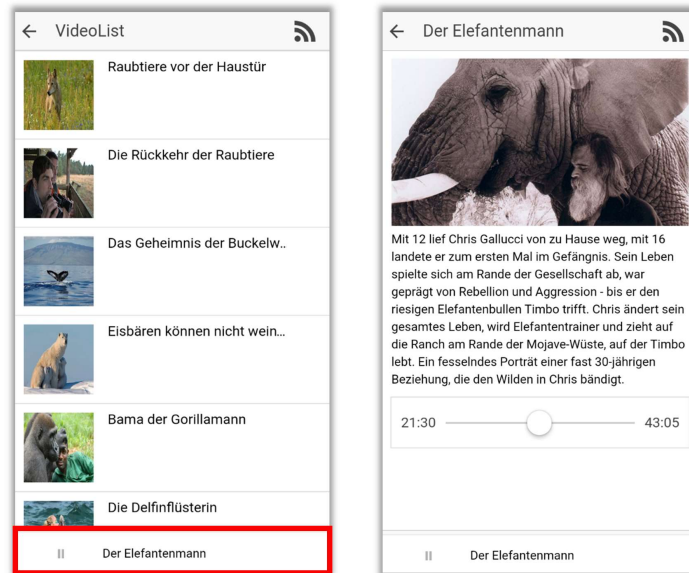 VideoList
Raubtiere vor der Haustür
Die Rückkehr der Raubtiere
Das Geheimnis der Buckelw..
Eisbären können nicht wein...
Bama der Gorillamann
Die Delfinflüsterin
Der Elefantenmann
Der Elefantenmann
Mit 12 lief Chris Gallucci von zu Hause weg, mit 16
landete er zum ersten Mal im Gefängnis. Sein Leben
spielte sich am Rande der Gesellschaft ab, war
geprägt von Rebellion und Aggression - bis er den
riesigen Elefantenbullen Timbo trifft. Chris ändert sein
gesamtes Leben, wird Elefantentrainer und zieht auf
die Ranch am Rande der Mojave-Wüste, auf der Timbo
lebt. Ein fesselndes Porträt einer fast 30-jährigen
Beziehung, die den Wilden in Chris bändigt.
21:30 43:05
Der Elefantenmann